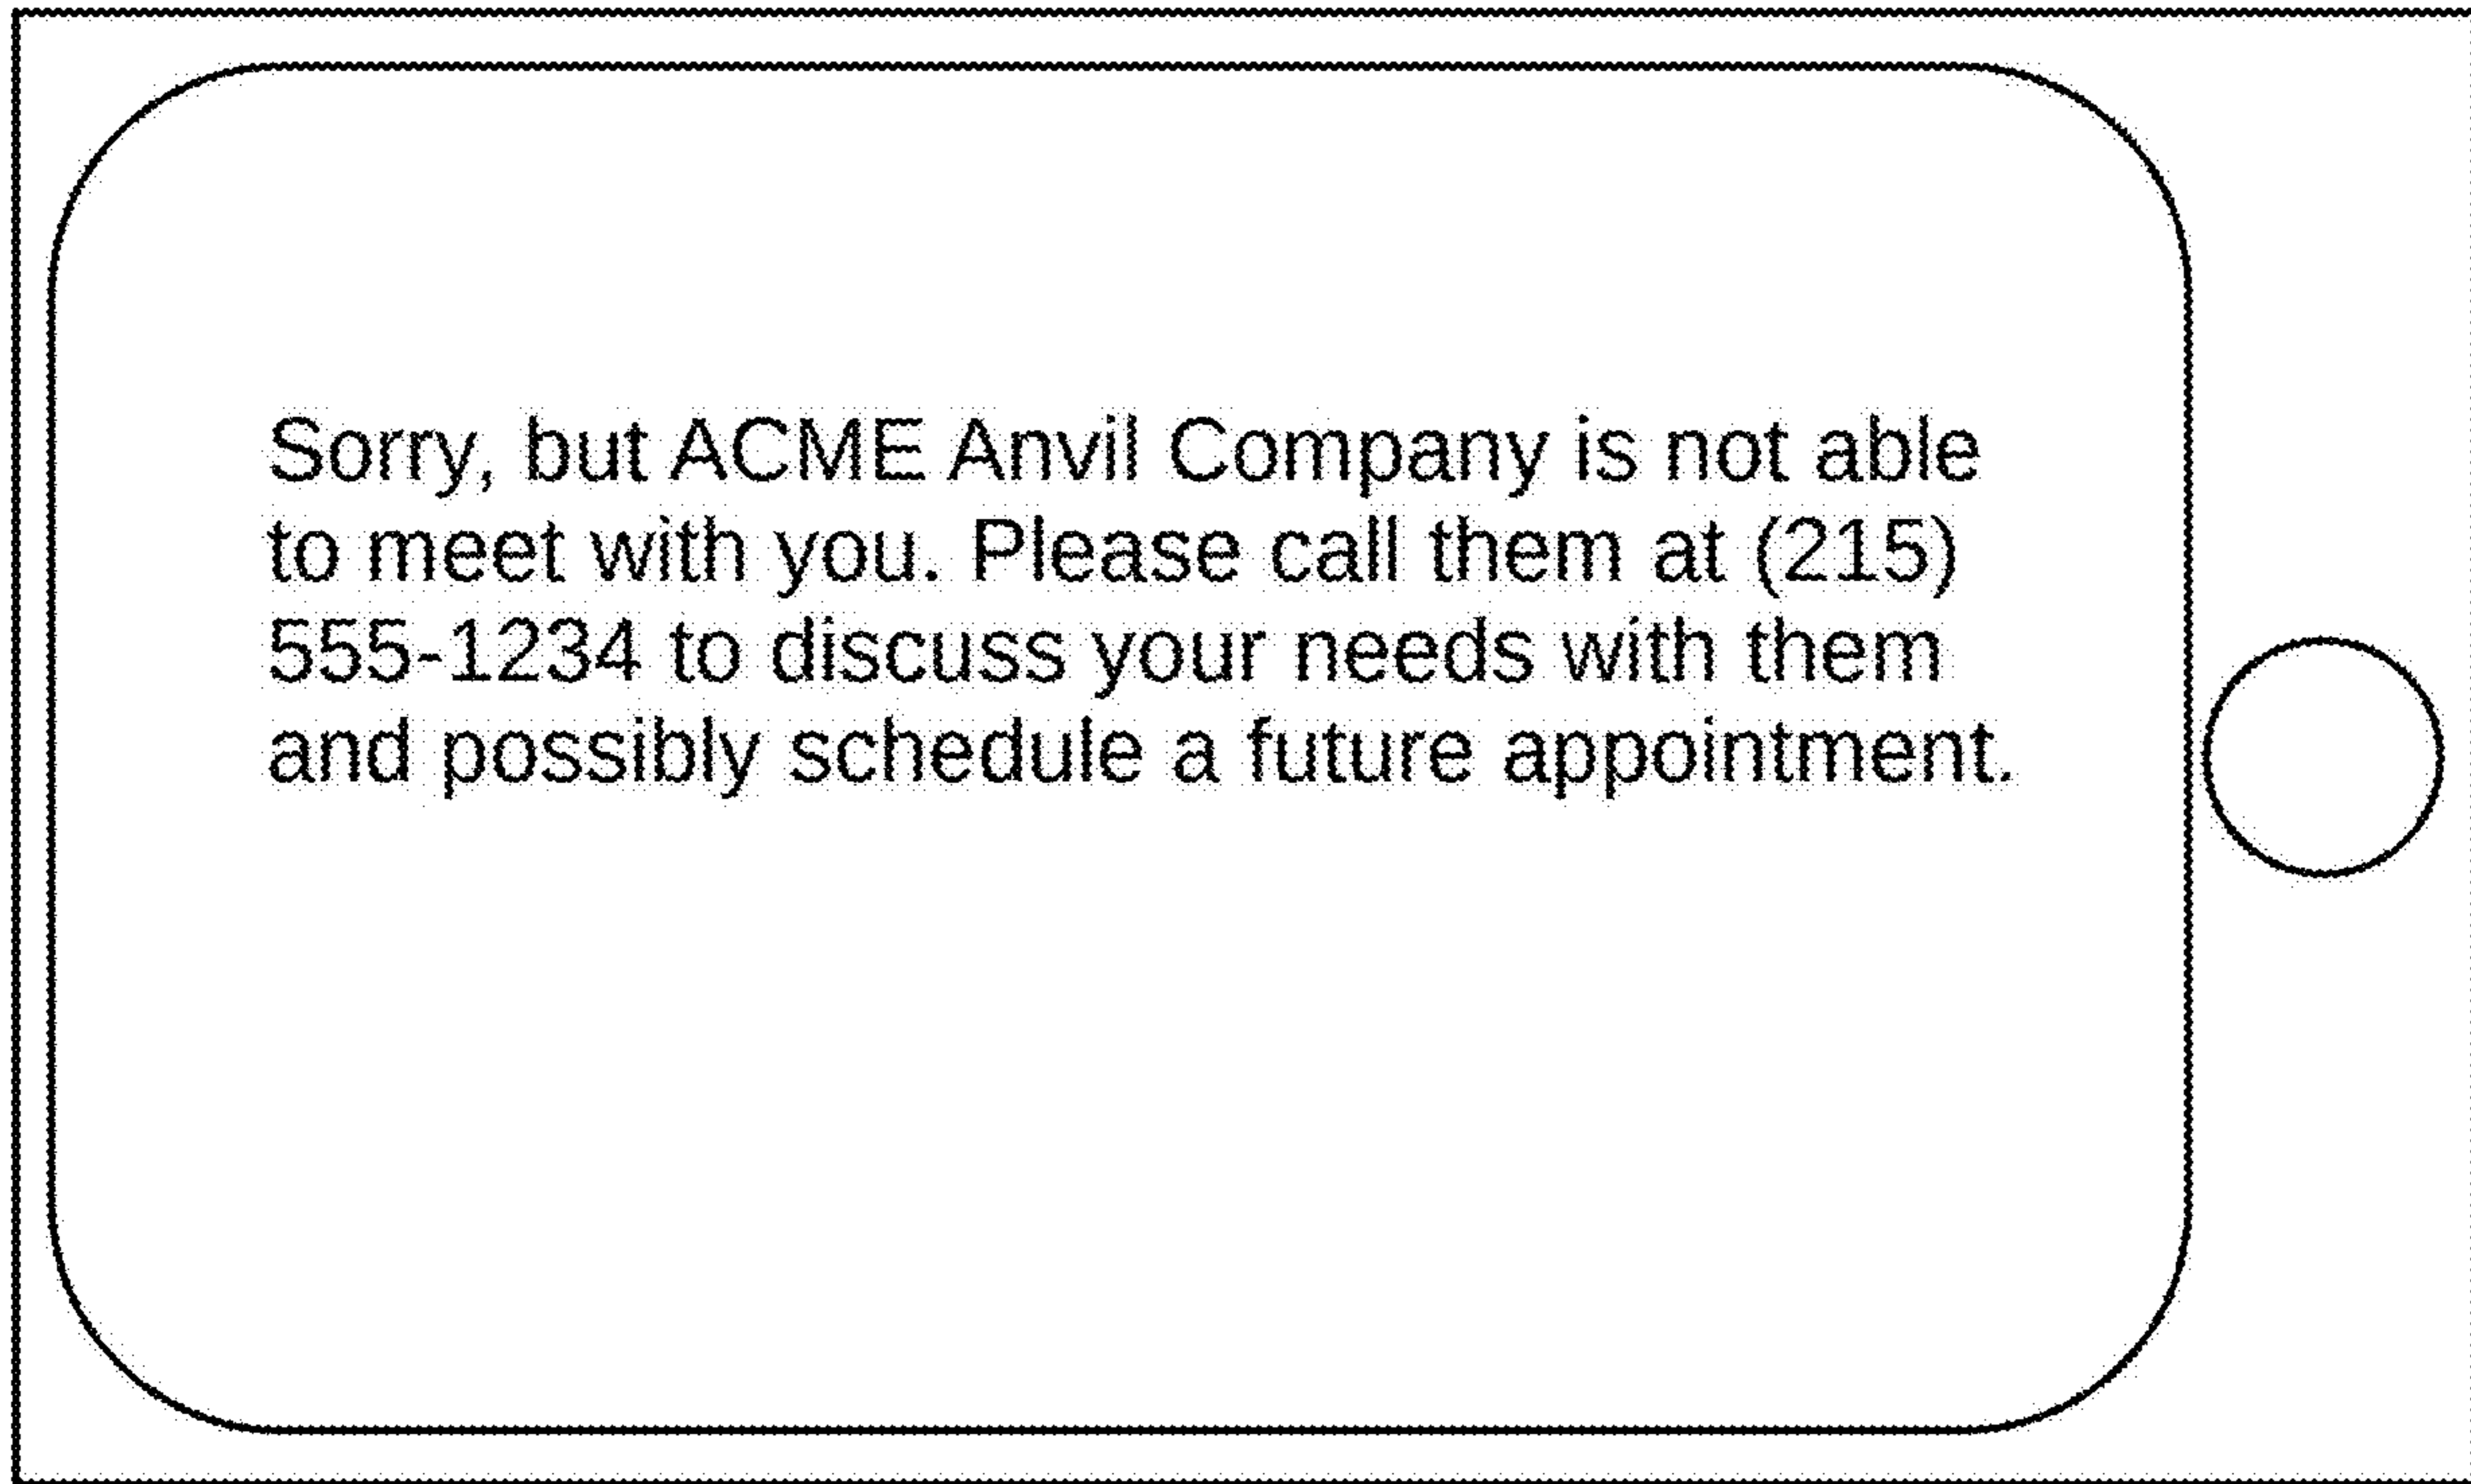 Sorry, but ACME Anvil Company is not able
to meet with you. Please call them at (215)
555-1234 to discuss your needs with them
and possibly schedule a future appointment.